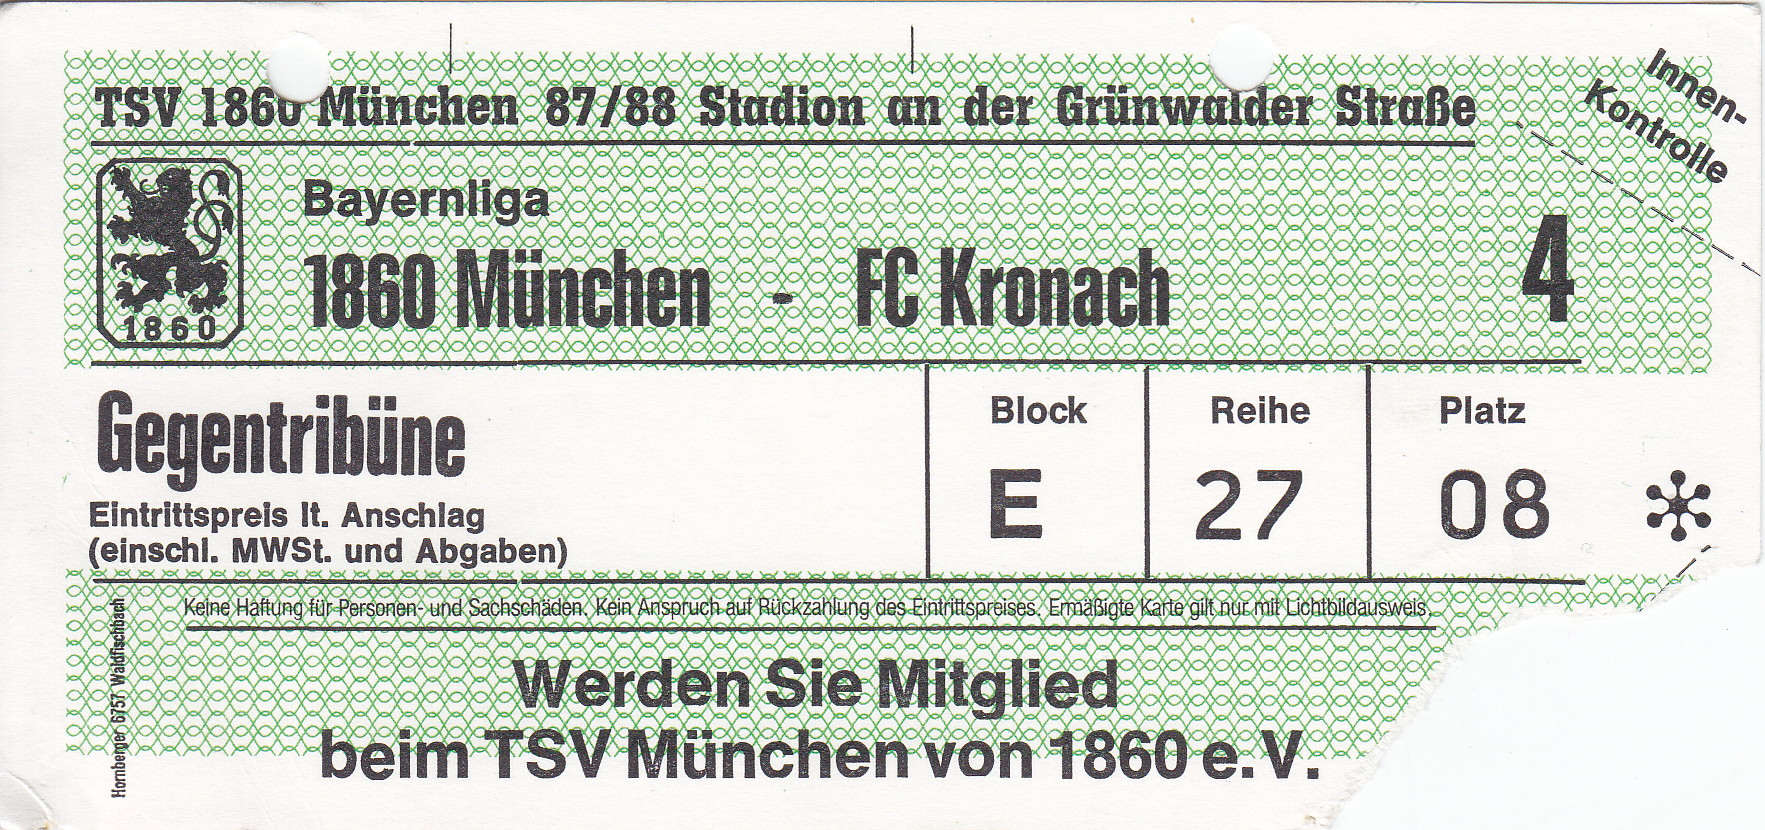 Innen-
Kontrolle
TSV 1860 München 87/88 Stadion an der Grünwalder Straße
Bayernliga
1860 München - FC Kronach
4
1860
Gegentribüne
Block Reihe Platz
E 27 08
Eintrittspreis lt. Anschlag
(einschl. MWSt. und Abgaben)
Keine Haftung für Personen- und Sachschäden. Kein Anspruch auf Rückzahlung des Eintrittspreises. Ermäßigte Karte gilt nur mit Lichtbildausweis.
Werden Sie Mitglied
beim TSV München von 1860 e.V.
Hornberger 6757 Waldfischbach